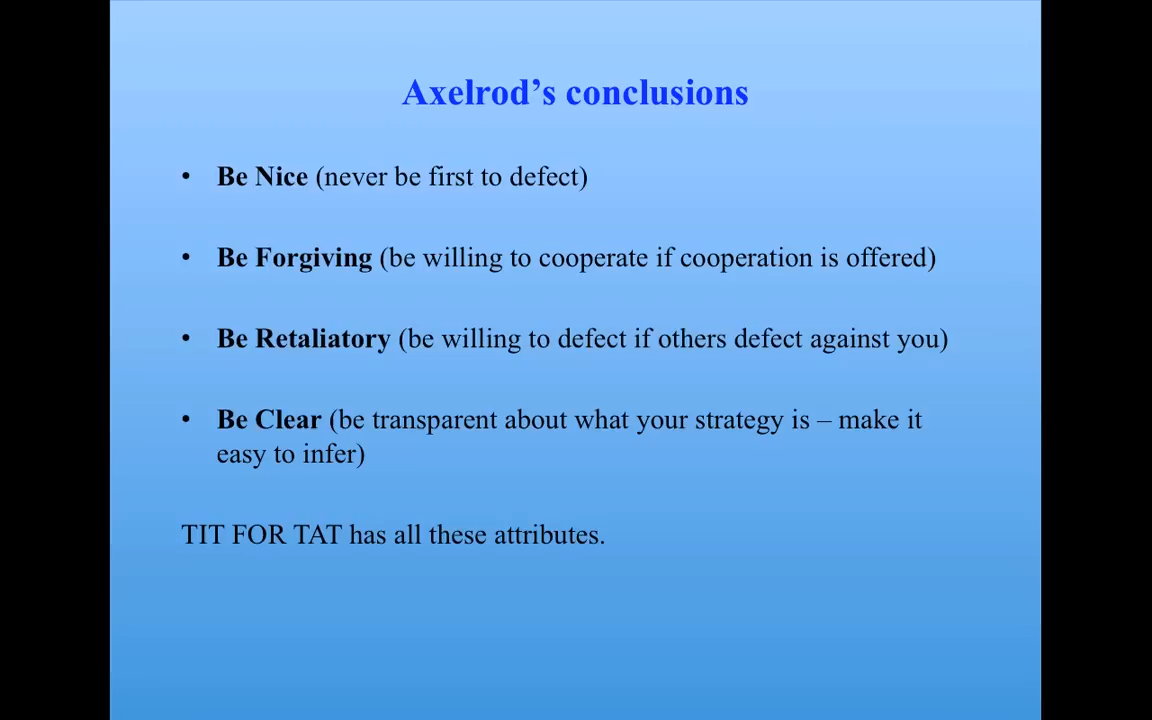 Axelrod’s conclusions
• Be Nice (never be first to defect)
• Be Forgiving (be willing to cooperate if cooperation is offered)
• Be Retaliatory (be willing to defect if others defect against you)
• Be Clear (be transparent about what your strategy is – make it
easy to infer)
TIT FOR TAT has all these attributes.